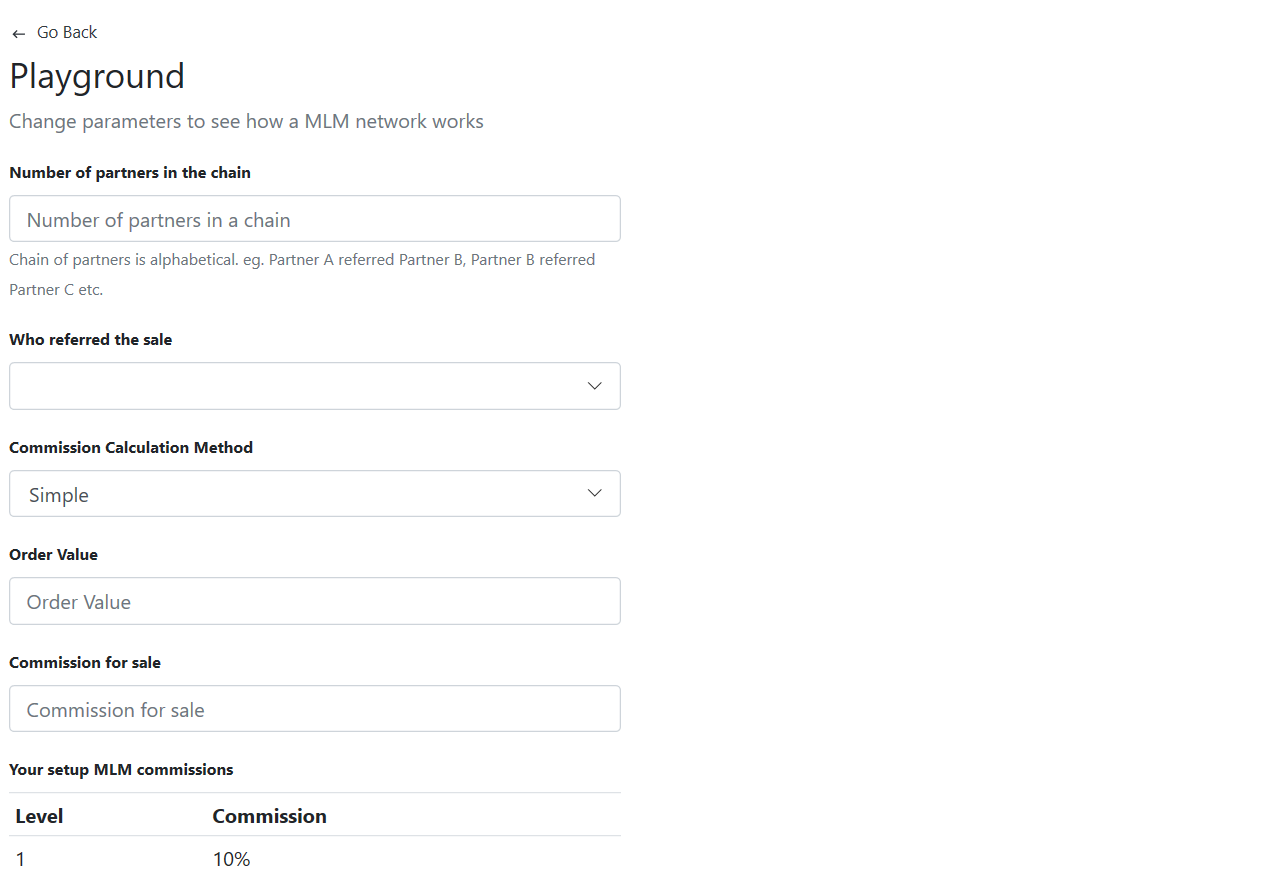 ← Go Back
Playground
Change parameters to see how a MLM network works
Number of partners in the chain
Number of partners in a chain
Chain of partners is alphabetical. eg. Partner A referred Partner B, Partner B referred
Partner C etc.
Who referred the sale
Commission Calculation Method
Simple
Order Value
Order Value
Commission for sale
Commission for sale
Your setup MLM commissions
Level Commission
1 10%